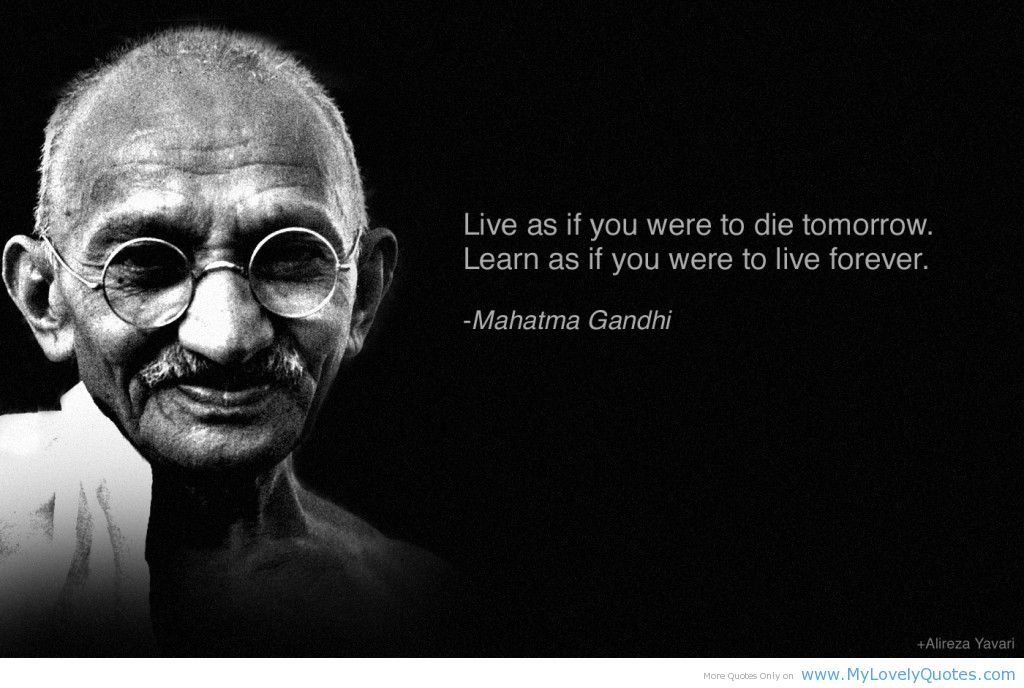 Live as if you were to die tomorrow.
Learn as if you were to live forever.
-Mahatma Gandhi
+Alireza Yavari
More Quotes Only on www.MyLovelyQuotes.com